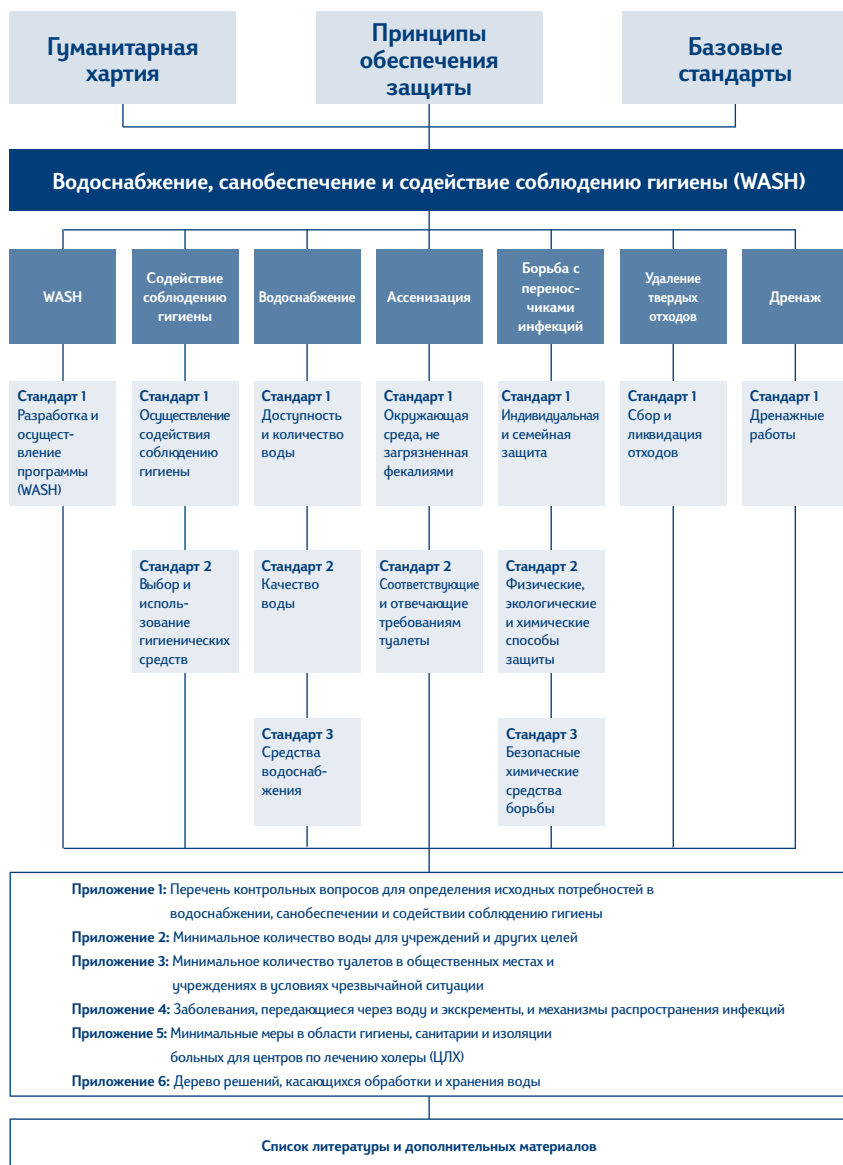 Гуманитарная
хартия
Принципы
обеспечения
защиты
Базовые
стандарты
Водоснабжение, санобеспечение и содействие соблюдению гигиены (WASH)
WASH
Содействие
соблюдению
гигиены
Водоснабжение
Ассенизация
Борьба с
перенос-
чиками
инфекций
Удаление
твердых
отходов
Дренаж
Стандарт 1
Разработка и
осущест-
вление
программы
(WASH)
Стандарт 1
Осуществление
содействия
соблюдению
гигиены
Стандарт 1
Доступность
и количество
воды
Стандарт 1
Окружающая
среда, не
загрязненная
фекалиями
Стандарт 1
Индивидуальная
и семейная
защита
Стандарт 1
Сбор и
ликвидация
отходов
Стандарт 1
Дренажные
работы
Стандарт 2
Выбор и
исполь-
зование
гигиенических
средств
Стандарт 2
Качество
воды
Стандарт 2
Соответствующие
и отвечающие
требованиям
туалеты
Стандарт 2
Физические,
экологические
и химические
способы
защиты
Стандарт 3
Средства
водоснаб-
жения
Стандарт 3
Безопасные
химические
средства
борьбы
Приложение 1: Перечень контрольных вопросов для определения исходных потребностей в
водоснабжении, санобеспечении и содействии соблюдению гигиены
Приложение 2: Минимальное количество воды для учреждений и других целей
Приложение 3: Минимальное количество туалетов в общественных местах и
учреждениях в условиях чрезвычайной ситуации
Приложение 4: Заболевания, передающиеся через воду и экскременты, и механизмы распространения инфекций
Приложение 5: Минимальные меры в области гигиены, санитарии и изоляции
больных для центров по лечению холеры (ЦЛХ)
Приложение 6: Дерево решений, касающихся обработки и хранения воды
Список литературы и дополнительных материалов